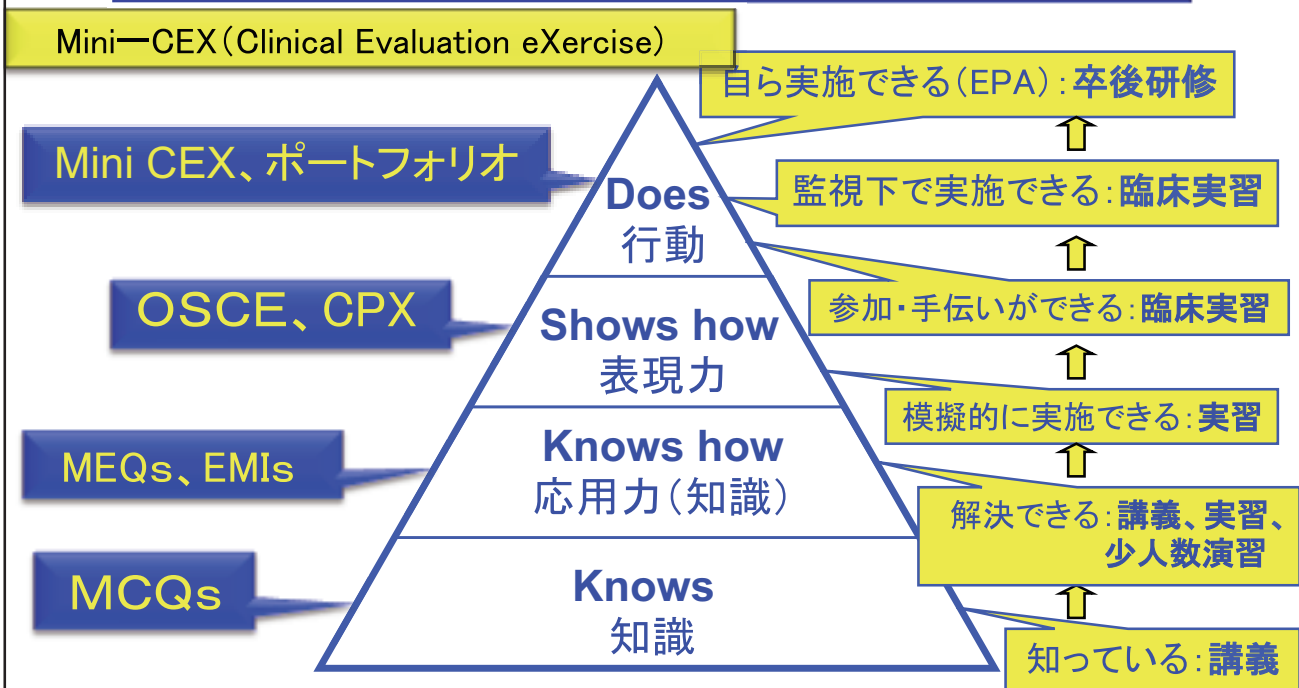 Mini―CEX(Clinical Evaluation eXercise)
自ら実施できる(EPA):卒後研修
Mini CEX、ポートフォリオ
Does
行動
監視下で実施できる:臨床実習
OSCE、CPX
Shows how
表現力
参加・手伝いができる:臨床実習
模擬的に実施できる:実習
MEQs、EMIs
Knows how
応用力(知識)
解決できる:講義、実習、
少人数演習
MCQs
Knows
知識
知っている:講義